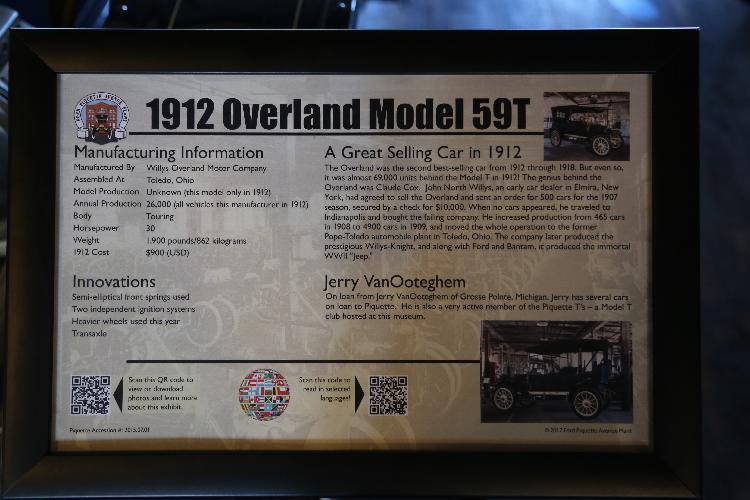 1912 Overland Model 59T
Manufacturing Information
Manufactured By Willys Overland Motor Company
Assembled At Toledo, Ohio
Model Production Unknown (this model only in 1912)
Annual Production 26,000 (all vehicles this manufacturer in 1912)
Body Touring
Horsepower 30
Weight 1,900 pounds/862 kilograms
1912 Cost $900 (USD)
Innovations
Semi-elliptical front springs used
Two independent ignition systems
Heavier wheels used this year
Transaxle
A Great Selling Car in 1912
The Overland was the second best-selling car from 1912 through 1918. But even so,
it was almost 69,000 units behind the Model T in 1912! The genius behind the
Overland was Claude Cox. John North Willys, an early car dealer in Elmira, New
York, had agreed to sell the Overland and sent an order for 500 cars for the 1907
season, secured by a check for $10,000. When no cars appeared, he traveled to
Indianapolis and bought the failing company. He increased production from 465 cars
in 1908 to 4900 cars in 1909, and moved the whole operation to the former
Pope-Toledo automobile plant in Toledo, Ohio. The company later produced the
prestigious Willys-Knight, and along with Ford and Bantam, it produced the immortal
WWII "Jeep."
Jerry VanOoteghem
On loan from Jerry VanOoteghem of Grosse Pointe, Michigan. Jerry has several cars
on loan to Piquette. He is also a very active member of the Piquette T's – a Model T
club hosted at this museum.
Scan this QR code to
view or download
photos and learn more
about this exhibit.
Scan this code to
read in selected
languages!
Piquette Accession #: 2015.07.01
© 2017 Ford Piquette Avenue Plant